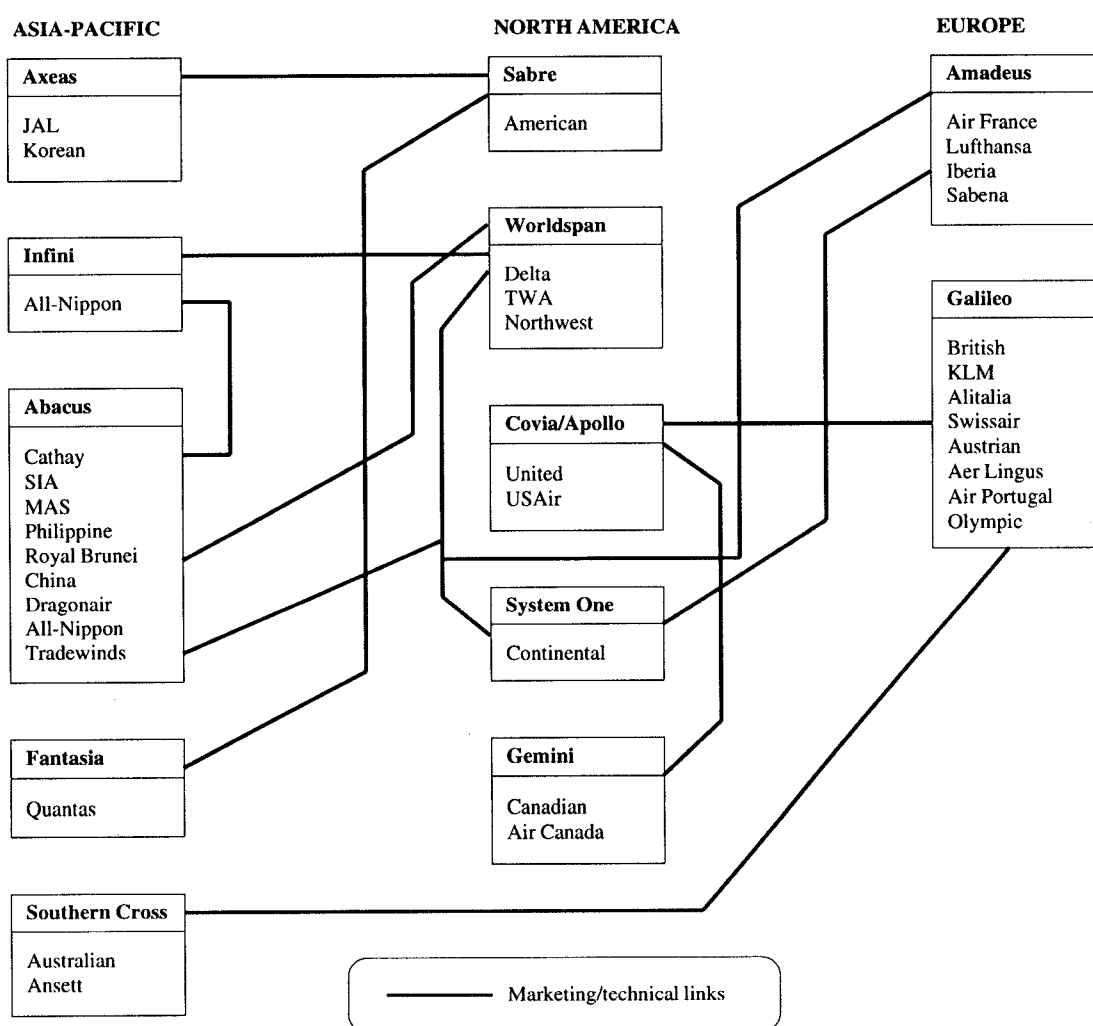 ASIA-PACIFIC
Axeas
JAL
Korean
Infini
All-Nippon
Abacus
Cathay
SIA
MAS
Philippine
Royal Brunei
China
Dragonair
All-Nippon
Tradewinds
Fantasia
Quantas
Southern Cross
Australian
Ansett
NORTH AMERICA
Sabre
American
Worldspan
Delta
TWA
Northwest
Covia/Apollo
United
USAir
System One
Continental
Gemini
Canadian
Air Canada
EUROPE
Amadeus
Air France
Lufthansa
Iberia
Sabena
Galileo
British
KLM
Alitalia
Swissair
Austrian
Aer Lingus
Air Portugal
Olympic
Marketing/technical links